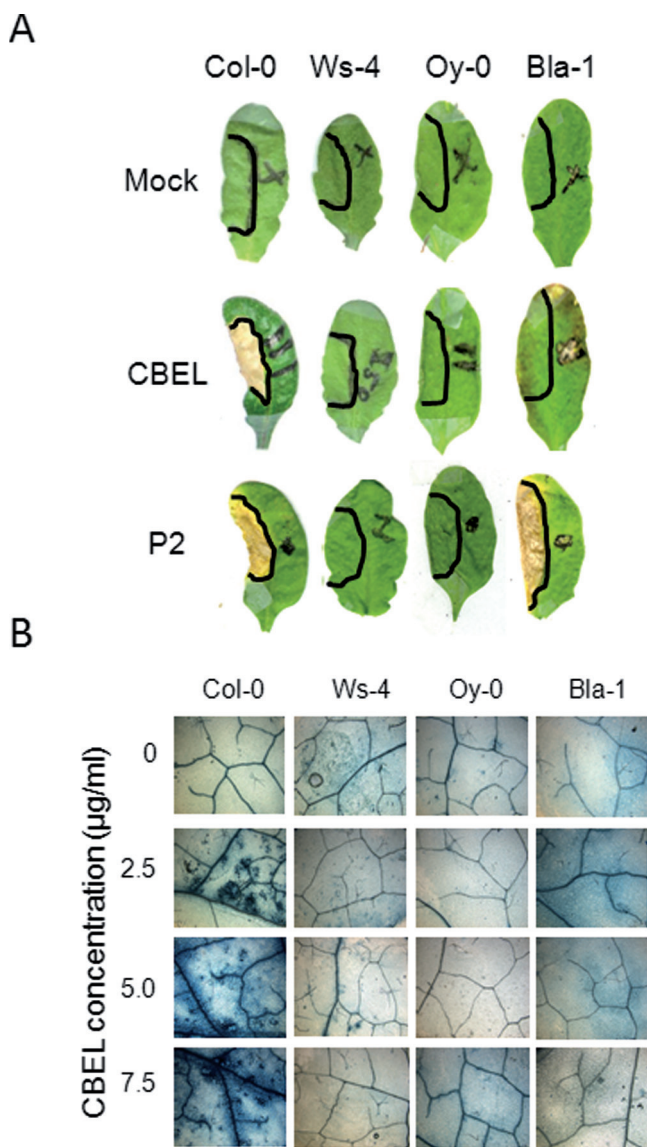 A
Col-0 Ws-4 Oy-0 Bla-1
Mock
CBEL
P2
B
Col-0 Ws-4 Oy-0 Bla-1
CBEL concentration (µg/ml)
0
2.5
5.0
7.5